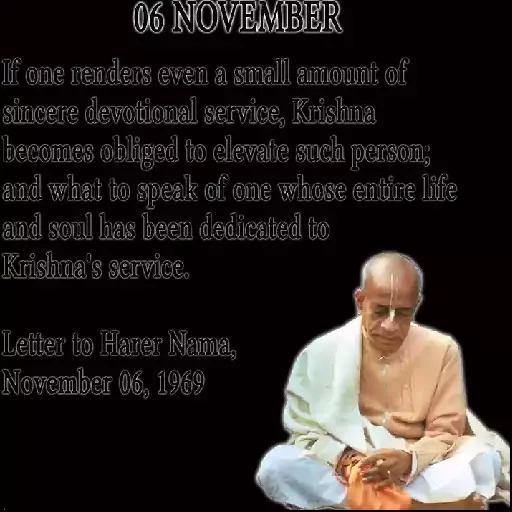 06 NOVEMBER
If one renders even a small amount of
sincere devotional service, Krishna
becomes obliged to elevate such person;
and what to speak of one whose entire life
and soul has been dedicated to
Krishna's service.
Letter to Harer Nama,
November 06, 1969